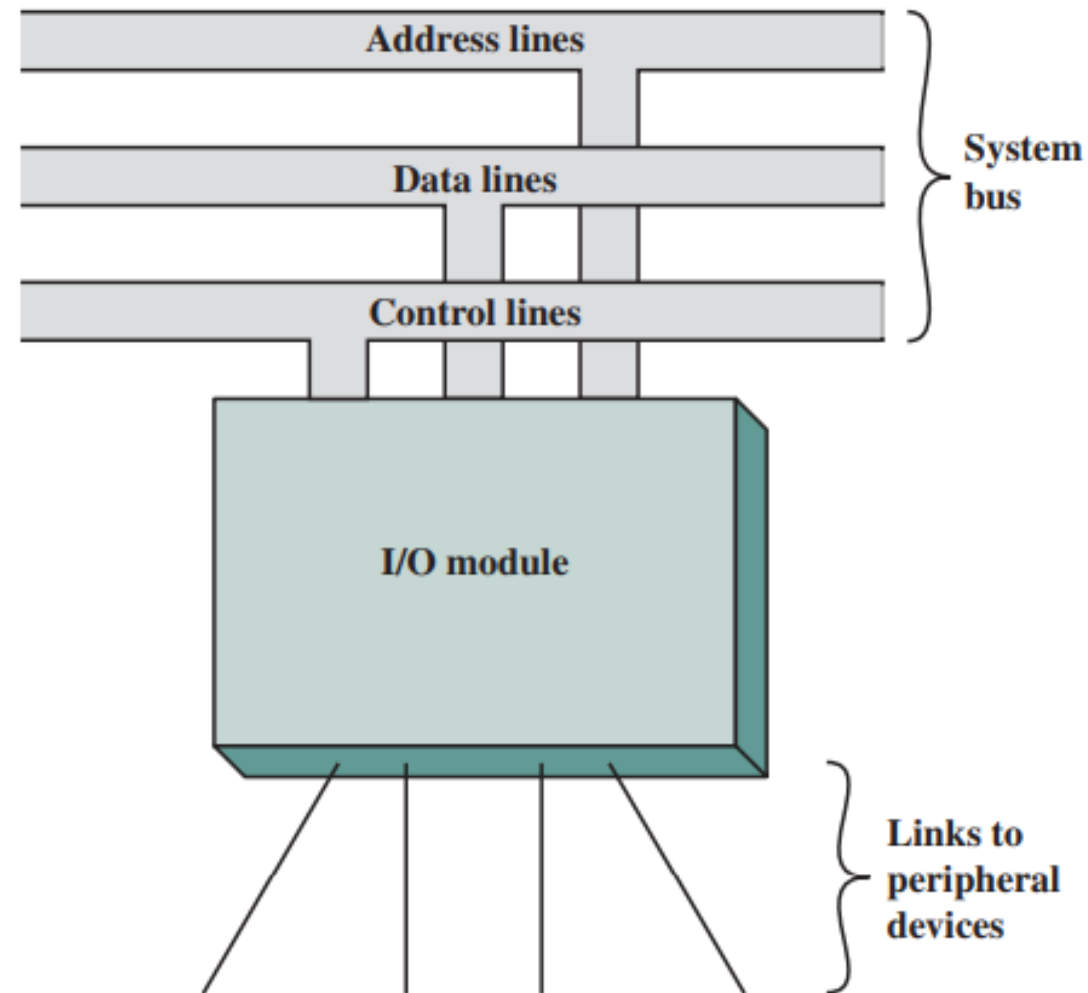 Address lines
System
bus
Data lines
Control lines
I/O module
Links to
peripheral
devices